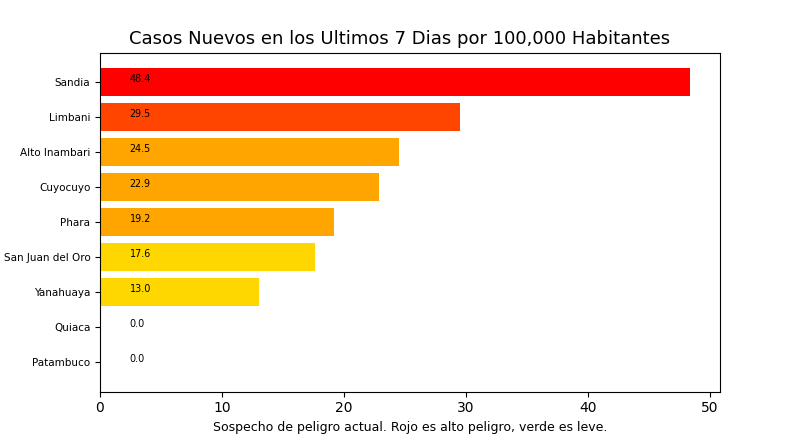 Casos Nuevos en los Ultimos 7 Dias por 100,000 Habitantes
Sandia 48.4
Limbani 29.5
Alto Inambari 24.5
Cuyocuyo 22.9
Phara 19.2
San Juan del Oro 17.6
Yanahuaya 13.0
Quiaca 0.0
Patambuco 0.0
0 10 20 30 40 50
Sospecho de peligro actual. Rojo es alto peligro, verde es leve.